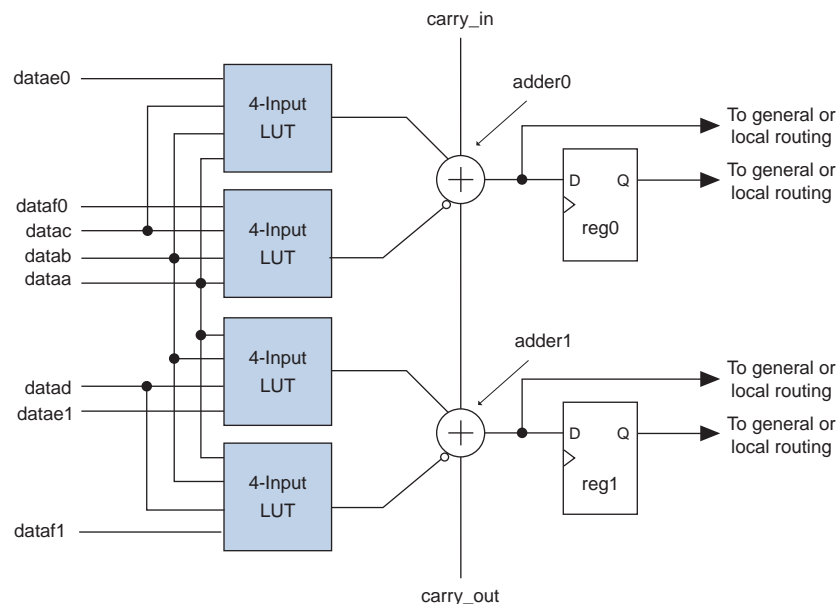 carry_in
datae0
4-Input
LUT
adder0
To general or
local routing
dataf0
datac
datab
dataa
4-Input
LUT
D
Q
reg0
To general or
local routing
4-Input
LUT
adder1
To general or
local routing
datad
datae1
4-Input
LUT
D
Q
reg1
To general or
local routing
dataf1
carry_out